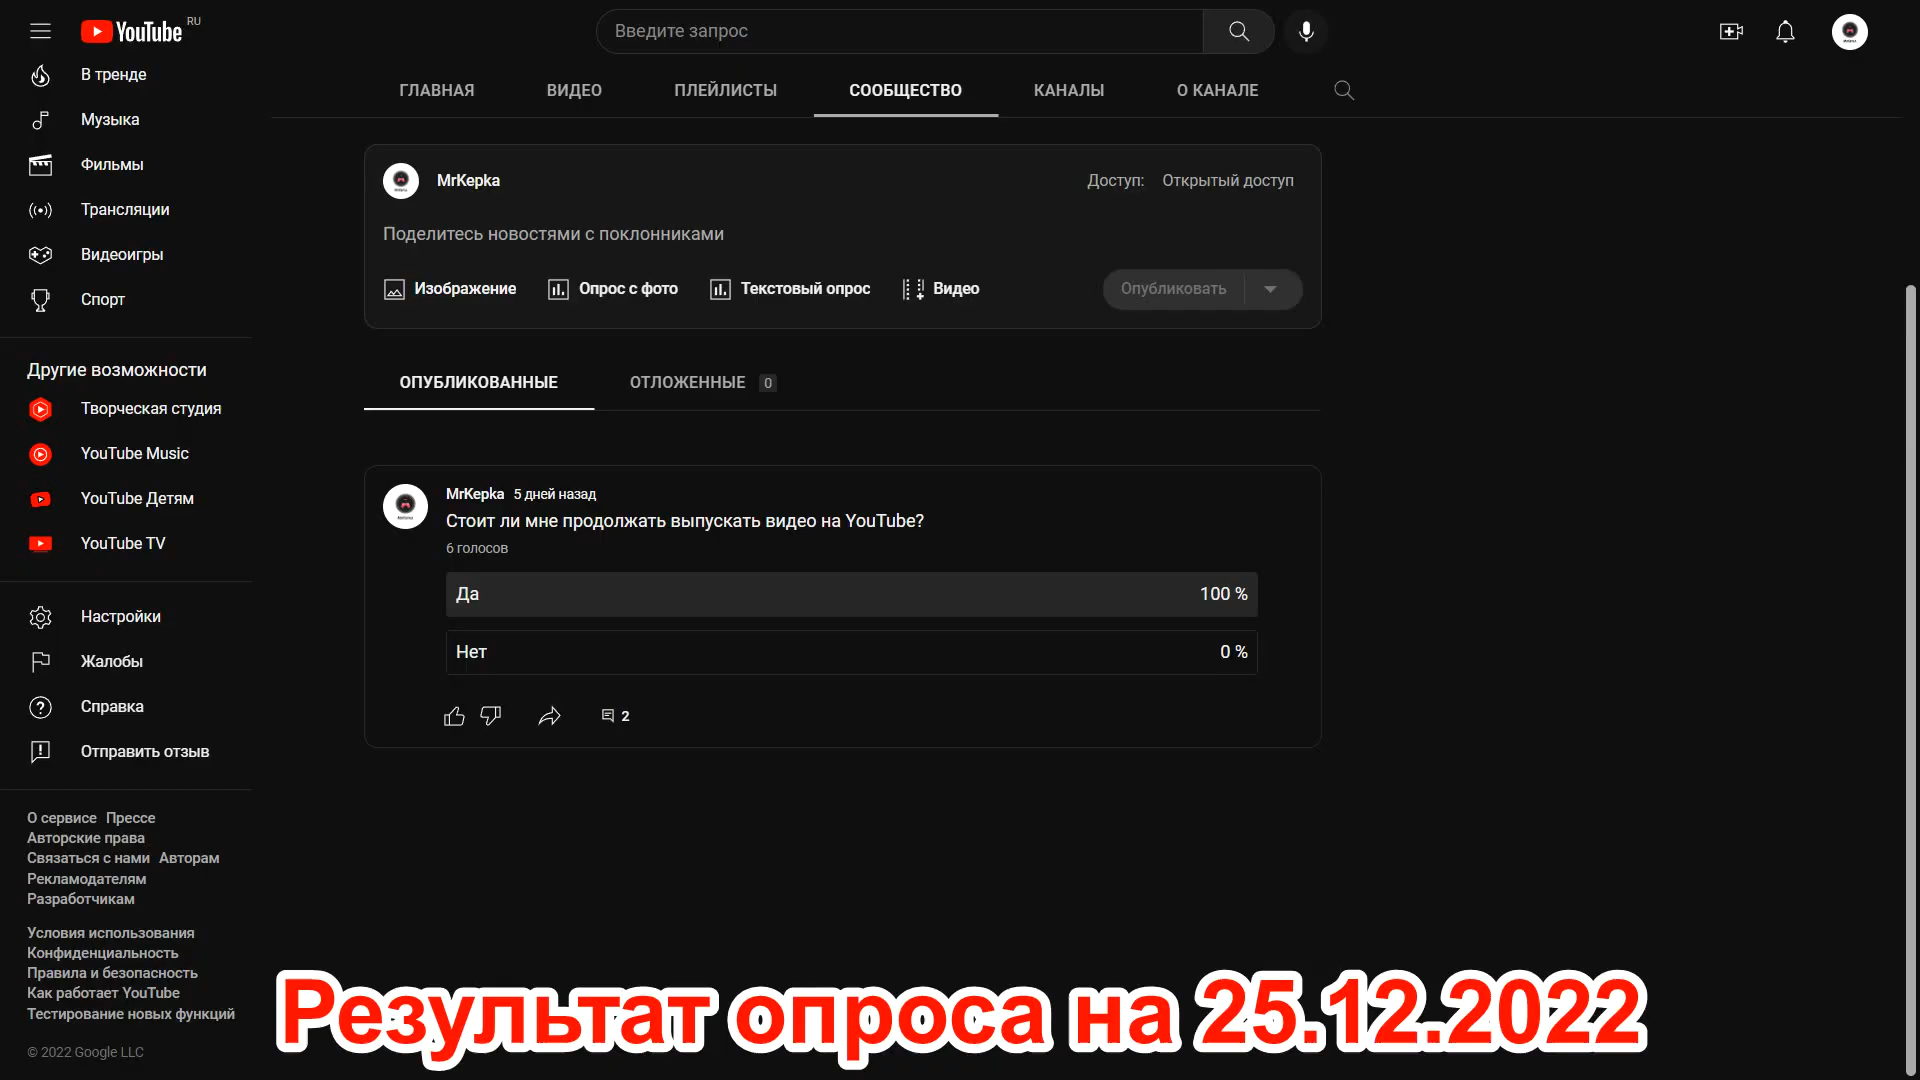 YouTube RU
Введите запрос
В тренде
Музыка
Фильмы
Трансляции
Видеоигры
Спорт
Другие возможности
Творческая студия
YouTube Music
YouTube Детям
YouTube TV
Настройки
Жалобы
Справка
Отправить отзыв
О сервисе Прессе
Авторские права
Связаться с нами Авторам
Рекламодателям
Разработчикам
Условия использования
Конфиденциальность
Правила и безопасность
Как работает YouTube
Тестирование новых функций
© 2022 Google LLC
ГЛАВНАЯ ВИДЕО ПЛЕЙЛИСТЫ СООБЩЕСТВО КАНАЛЫ О КАНАЛЕ
MrKepka Доступ: Открытый доступ
Поделитесь новостями с поклонниками
Изображение Опрос с фото Текстовый опрос Видео Опубликовать
ОПУБЛИКОВАННЫЕ ОТЛОЖЕННЫЕ 0
MrKepka 5 дней назад
Стоит ли мне продолжать выпускать видео на YouTube?
6 голосов
Да 100 %
Нет 0 %
2
Результат опроса на 25.12.2022